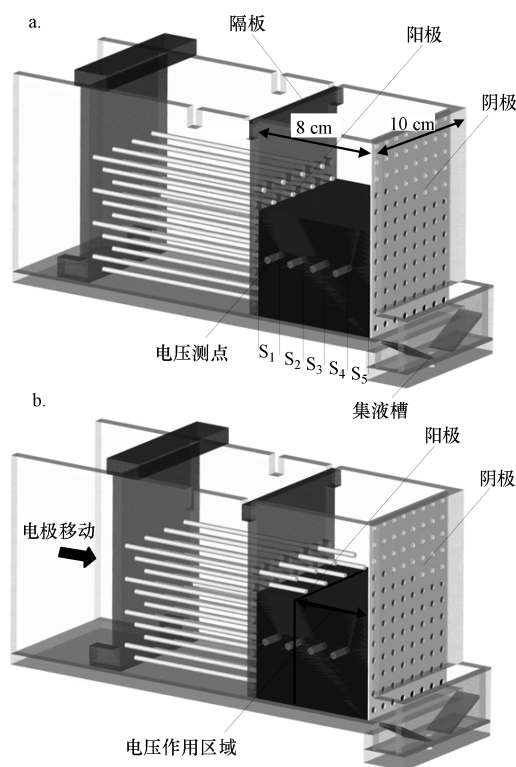 a.
隔板
阳极
阴极
8 cm
10 cm
电压测点
S1
S2
S3
S4
S5
集液槽
b.
阳极
阴极
电极移动
电压作用区域